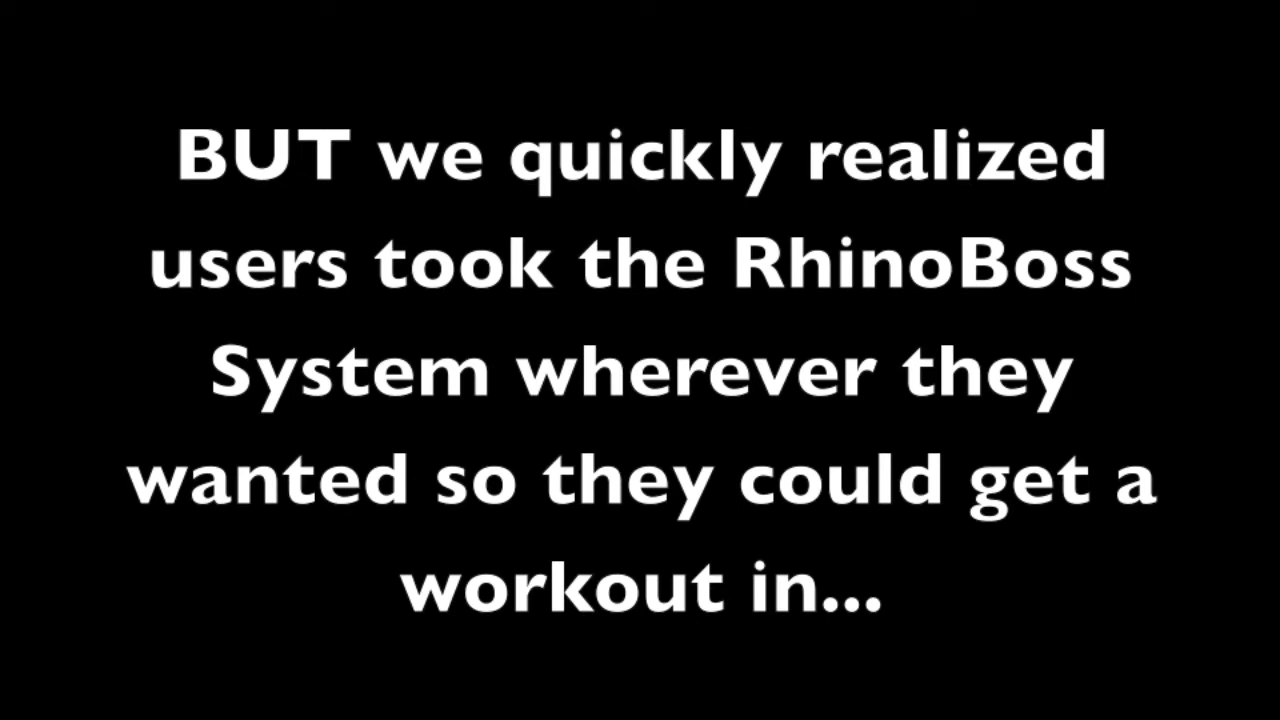 BUT we quickly realized
users took the RhinoBoss
System wherever they
wanted so they could get a
workout in...